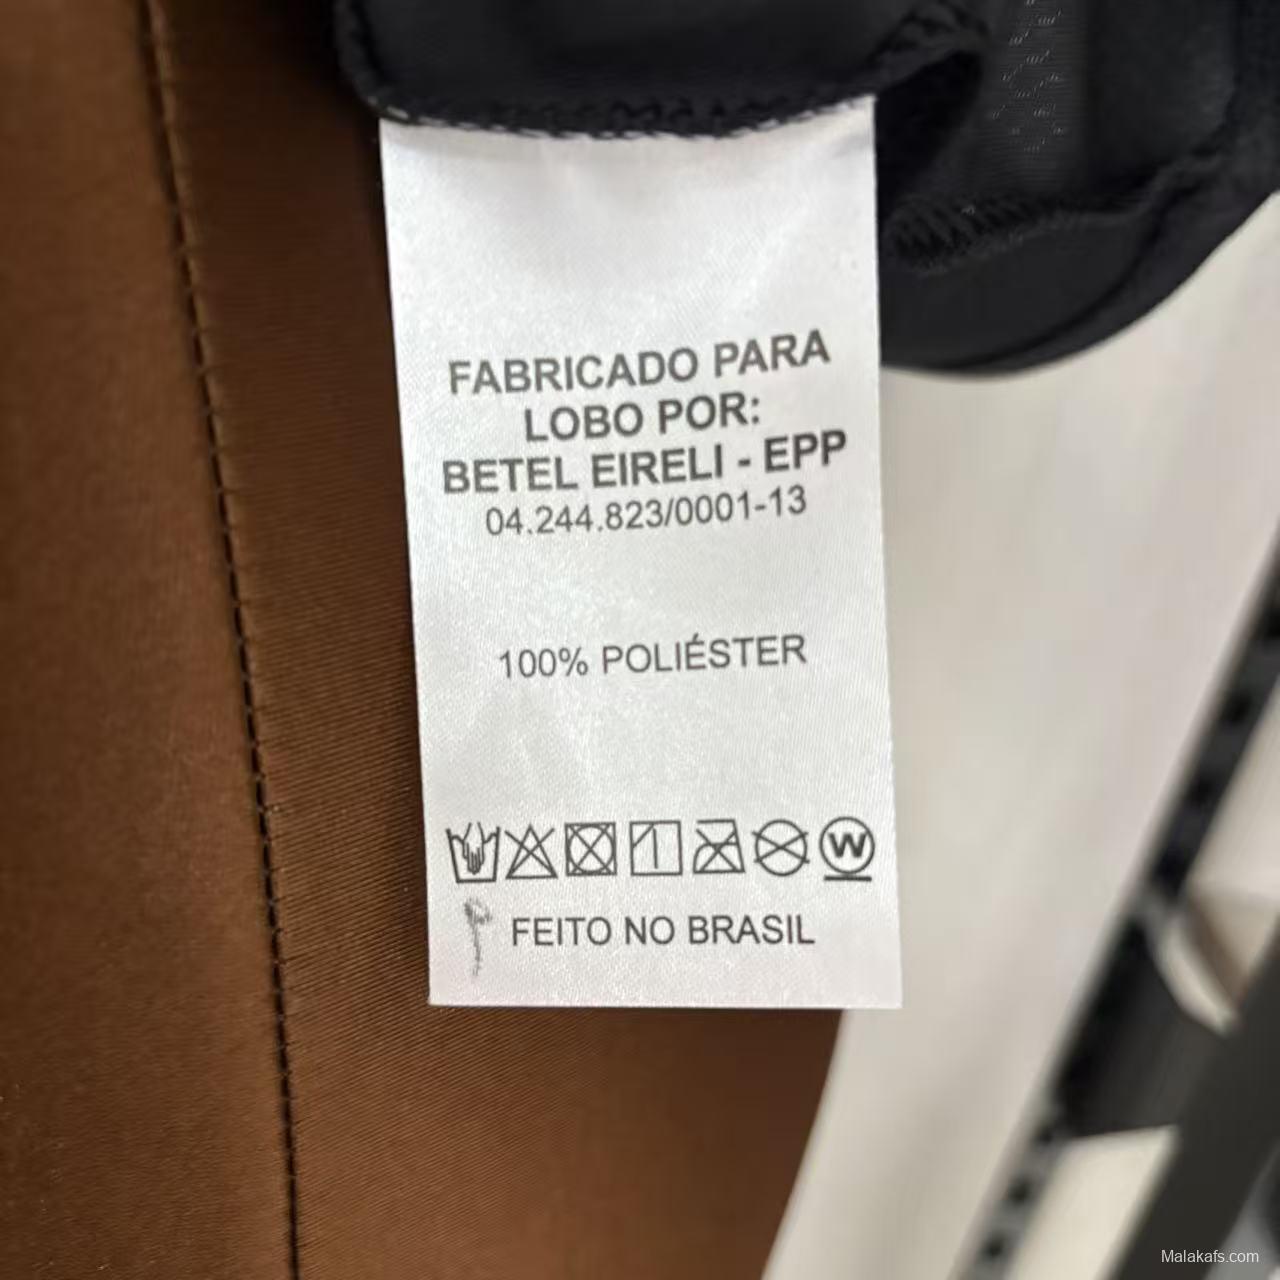 FABRICADO PARA
LOBO POR:
BETEL EIRELI - EPP
04.244.823/0001-13
100% POLIÉSTER
W
FEITO NO BRASIL
Malakafs.com